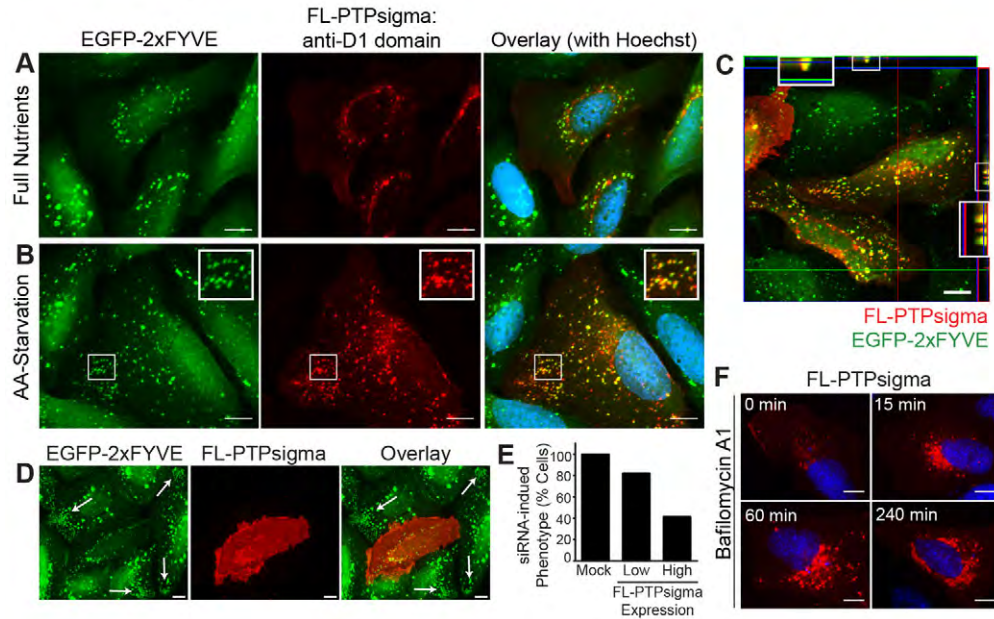 EGFP-2xFYVE
FL-PTPsigma:
anti-D1 domain
Overlay (with Hoechst)
A
Full Nutrients
B
AA-Starvation
C
FL-PTPsigma
EGFP-2xFYVE
D
EGFP-2xFYVE
FL-PTPsigma
Overlay
E
siRNA-indued
Phenotype (% Cells)
100
80
60
40
20
0
Mock
Low
High
FL-PTPsigma
Expression
F
FL-PTPsigma
Bafilomycin A1
0 min
15 min
60 min
240 min